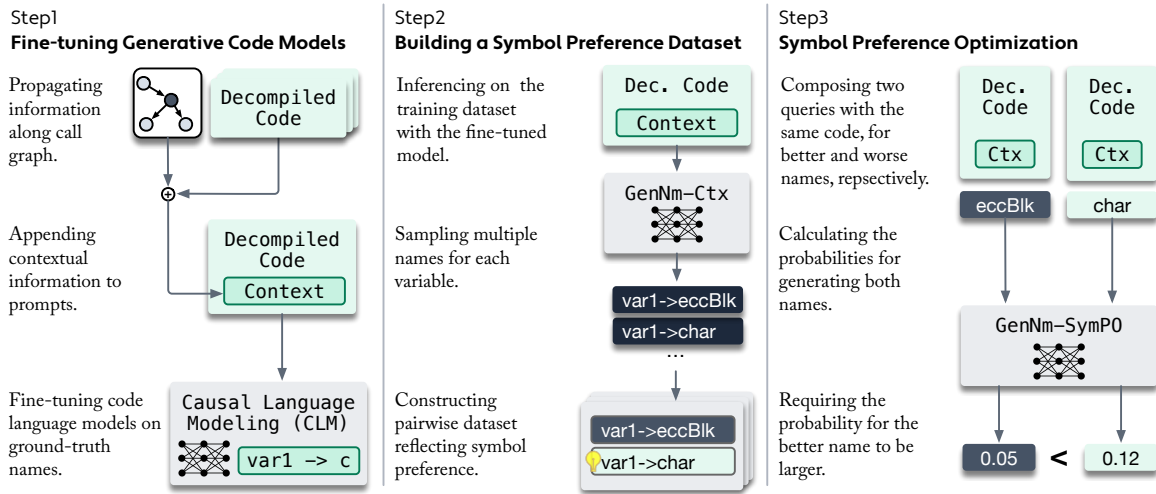 Step1
Fine-tuning Generative Code Models
Propagating
information
along call
graph.
Decompiled
Code
Appending
contextual
information to
prompts.
Decompiled
Code
Context
Fine-tuning code
language models on
ground-truth
names.
Causal Language
Modeling (CLM)
var1 -> c
Step2
Building a Symbol Preference Dataset
Inferencing on the
training dataset
with the fine-tuned
model.
Dec. Code
Context
GenNm-Ctx
Sampling multiple
names for each
variable.
var1->eccBlk
var1->char
...
Constructing
pairwise dataset
reflecting symbol
preference.
var1->eccBlk
var1->char
Step3
Symbol Preference Optimization
Composing two
queries with the
same code, for
better and worse
names, repsectively.
Dec.
Code
Ctx
Dec.
Code
Ctx
eccBlk
char
Calculating the
probabilities for
generating both
names.
GenNm-SymPO
Requiring the
probability for the
better name to be
larger.
0.05 < 0.12